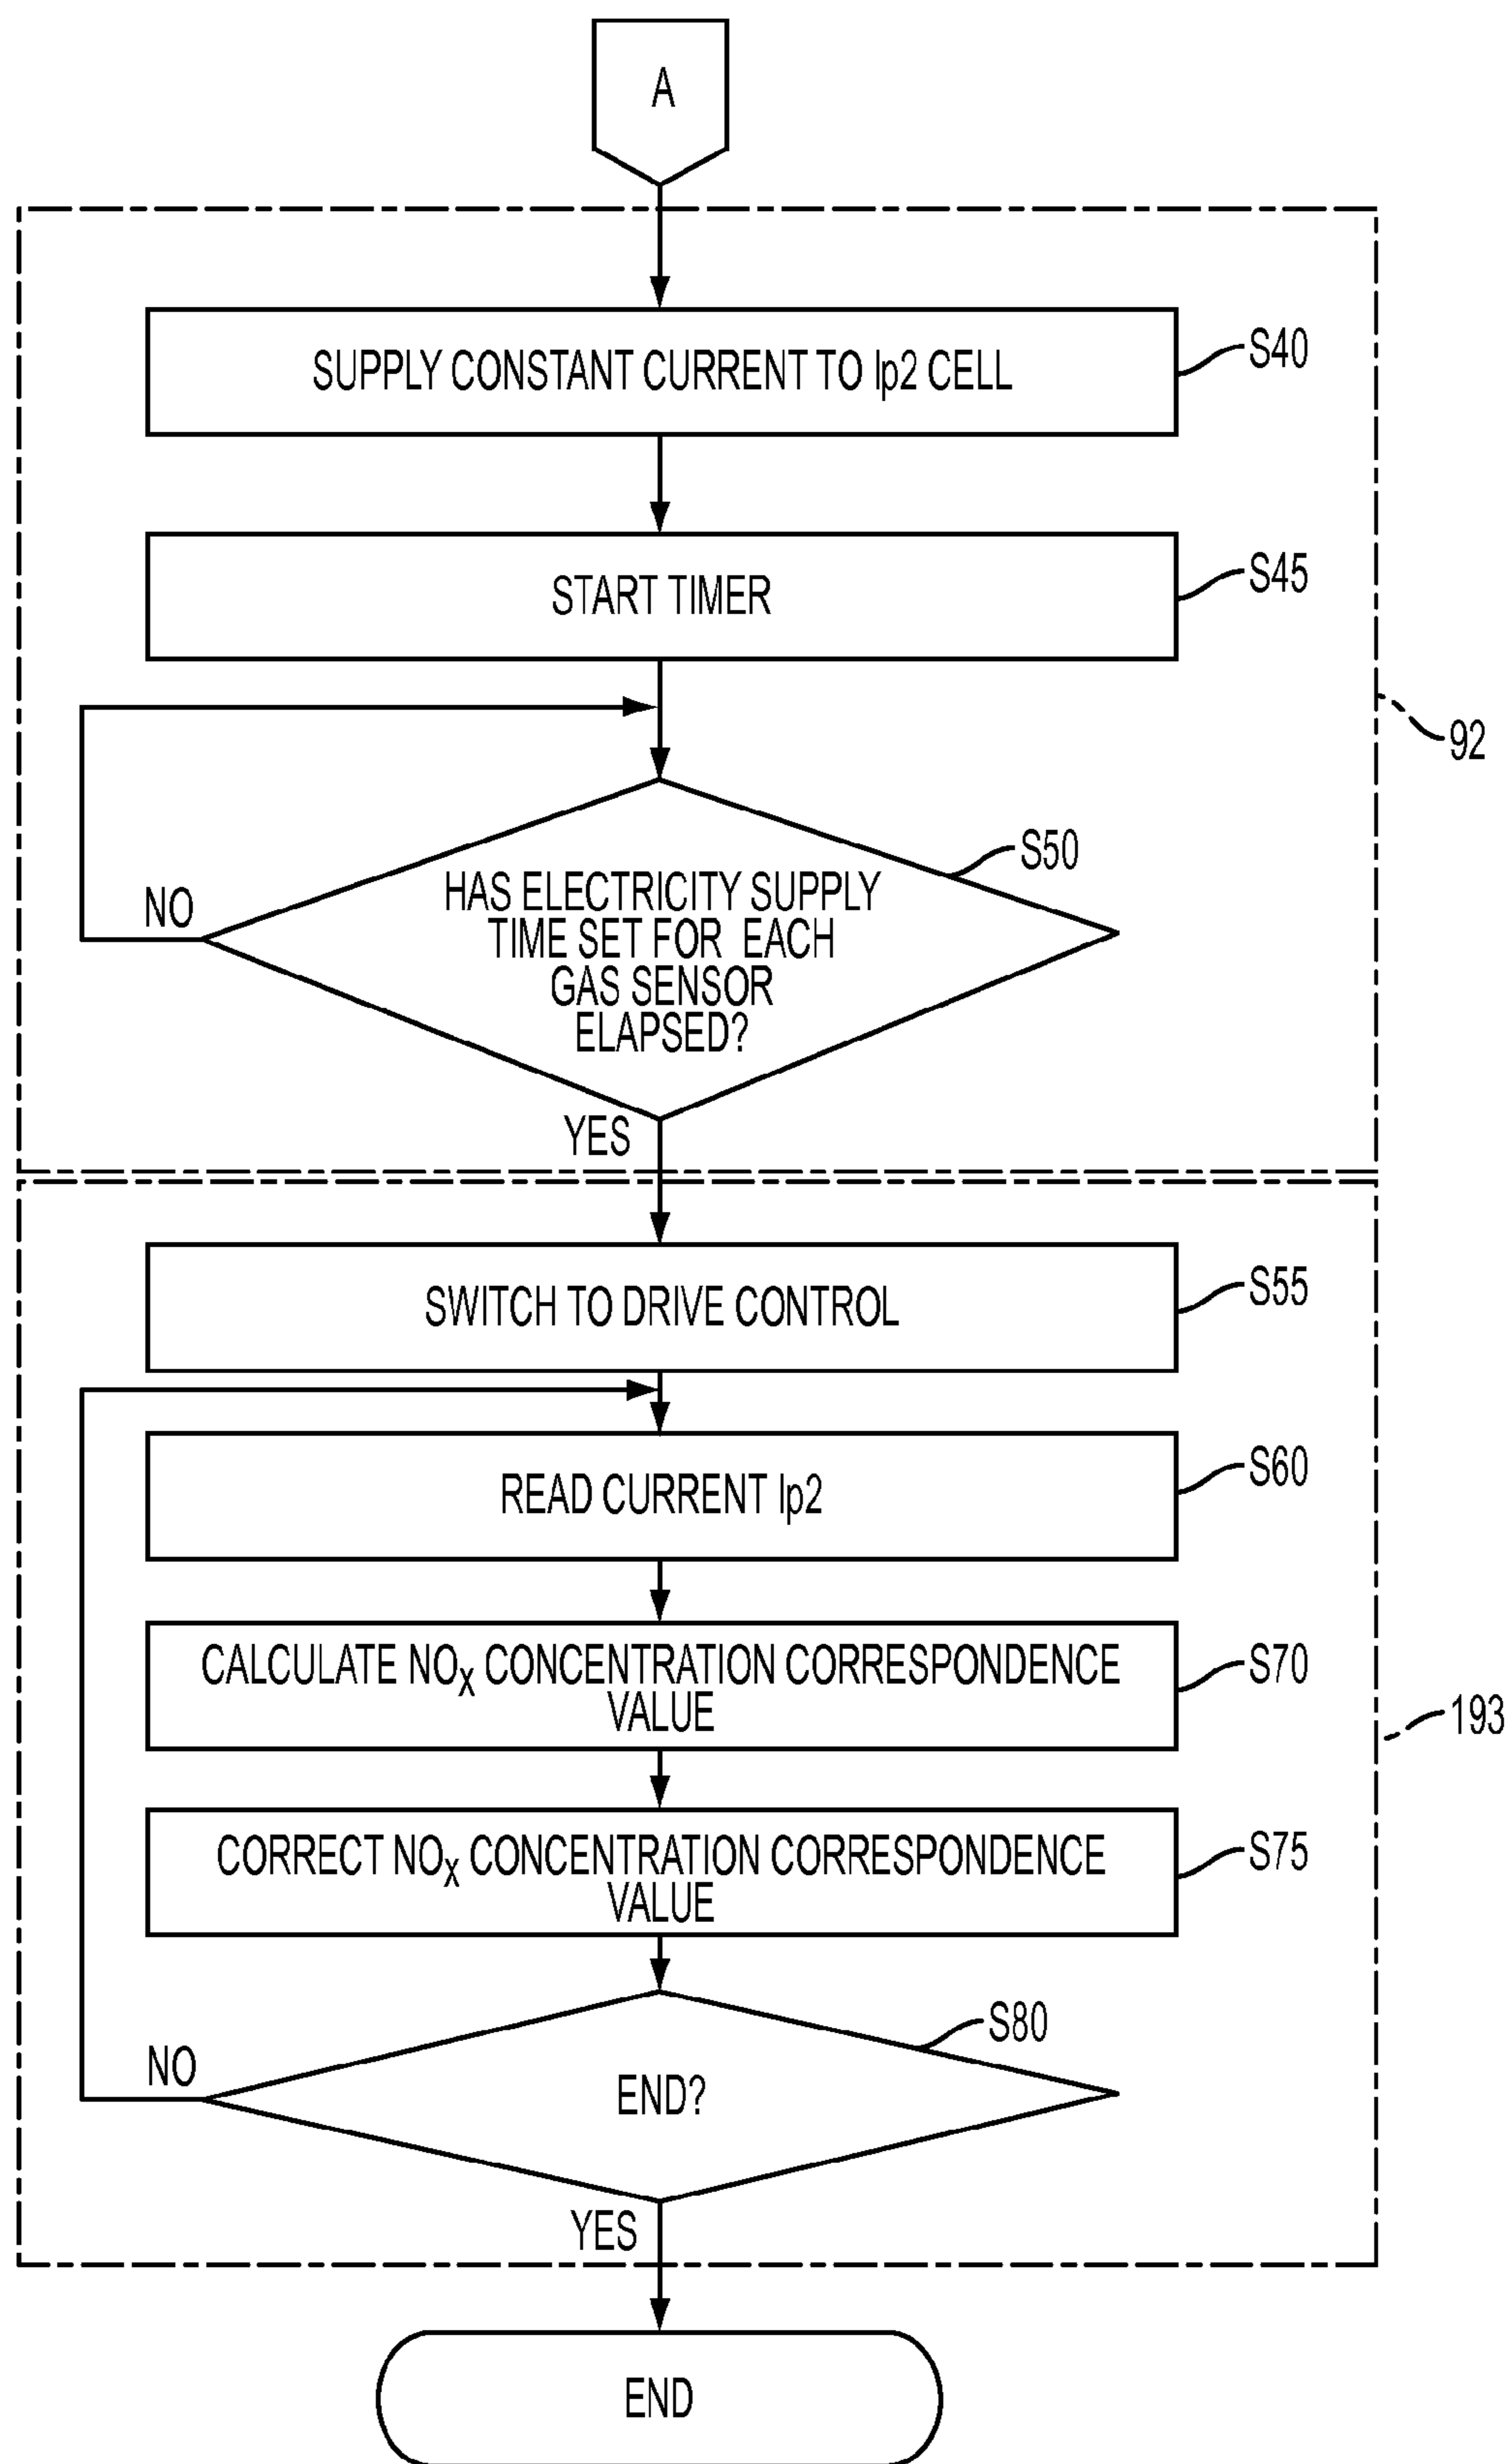 A
SUPPLY CONSTANT CURRENT TO Ip2 CELL
S40
START TIMER
S45
92
S50
HAS ELECTRICITY SUPPLY
TIME SET FOR EACH
GAS SENSOR
ELAPSED?
NO
YES
SWITCH TO DRIVE CONTROL
S55
READ CURRENT Ip2
S60
CALCULATE NOX CONCENTRATION CORRESPONDENCE
VALUE
S70
193
CORRECT NOX CONCENTRATION CORRESPONDENCE
VALUE
S75
S80
NO
END?
YES
END